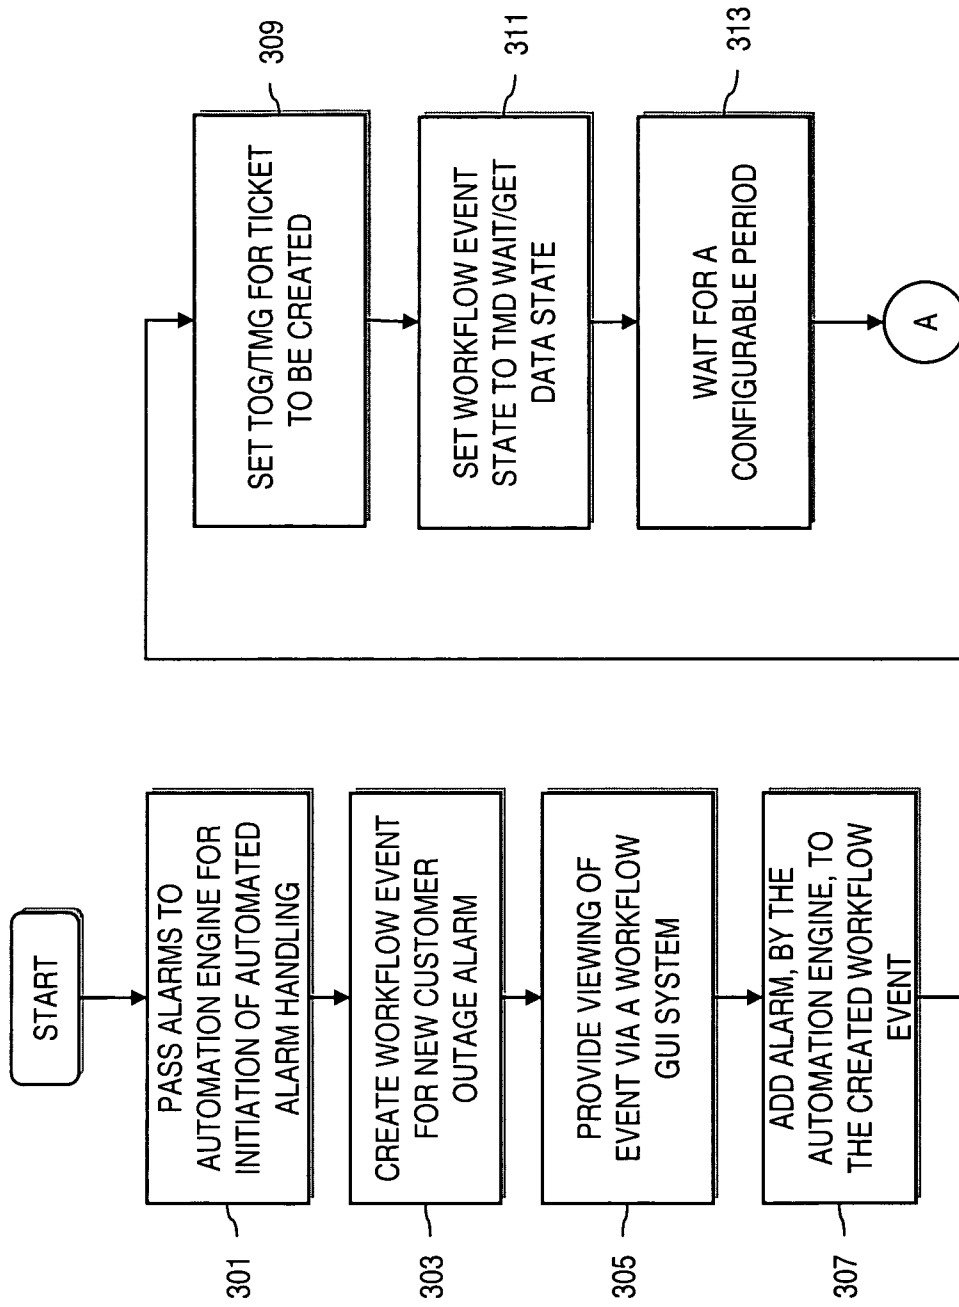 START
PASS ALARMS TO
AUTOMATION ENGINE FOR
INITIATION OF AUTOMATED
ALARM HANDLING
301
CREATE WORKFLOW EVENT
FOR NEW CUSTOMER
OUTAGE ALARM
303
PROVIDE VIEWING OF
EVENT VIA A WORKFLOW
GUI SYSTEM
305
ADD ALARM, BY THE
AUTOMATION ENGINE, TO
THE CREATED WORKFLOW
EVENT
307
SET TOG/TMG FOR TICKET
TO BE CREATED
309
SET WORKFLOW EVENT
STATE TO TMD WAIT/GET
DATA STATE
311
WAIT FOR A
CONFIGURABLE PERIOD
313
A